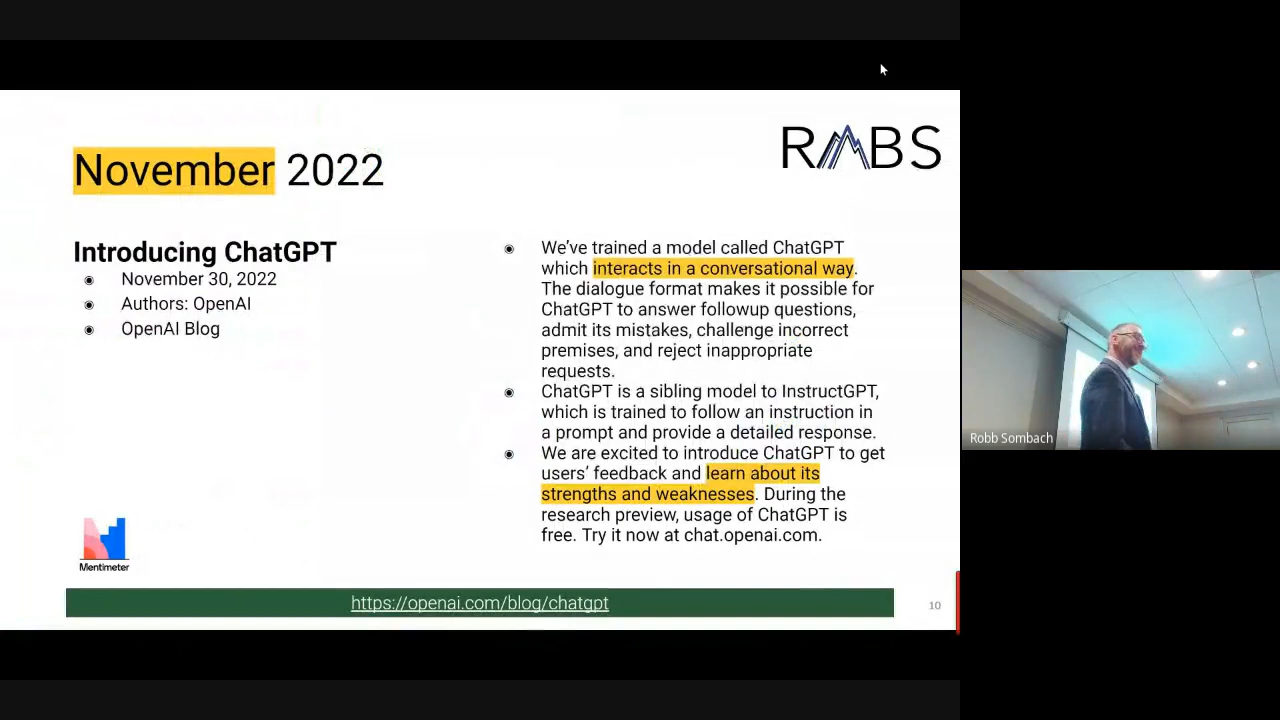 RMBS
November 2022
Introducing ChatGPT
◉ November 30, 2022
◉ Authors: OpenAI
◉ OpenAI Blog
◉ We’ve trained a model called ChatGPT
which interacts in a conversational way.
The dialogue format makes it possible for
ChatGPT to answer followup questions,
admit its mistakes, challenge incorrect
premises, and reject inappropriate
requests.
◉ ChatGPT is a sibling model to InstructGPT,
which is trained to follow an instruction in
a prompt and provide a detailed response.
◉ We are excited to introduce ChatGPT to get
users’ feedback and learn about its
strengths and weaknesses. During the
research preview, usage of ChatGPT is
free. Try it now at chat.openai.com.
Mentimeter
https://openai.com/blog/chatgpt
10
Robb Sombach